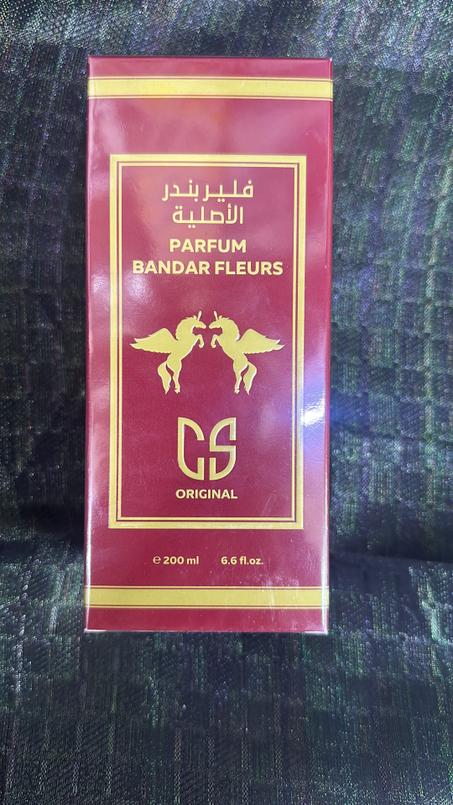 فلير بندر
الأصلية
PARFUM
BANDAR FLEURS
CS
ORIGINAL
℮ 200 ml 6.6 fl.oz.